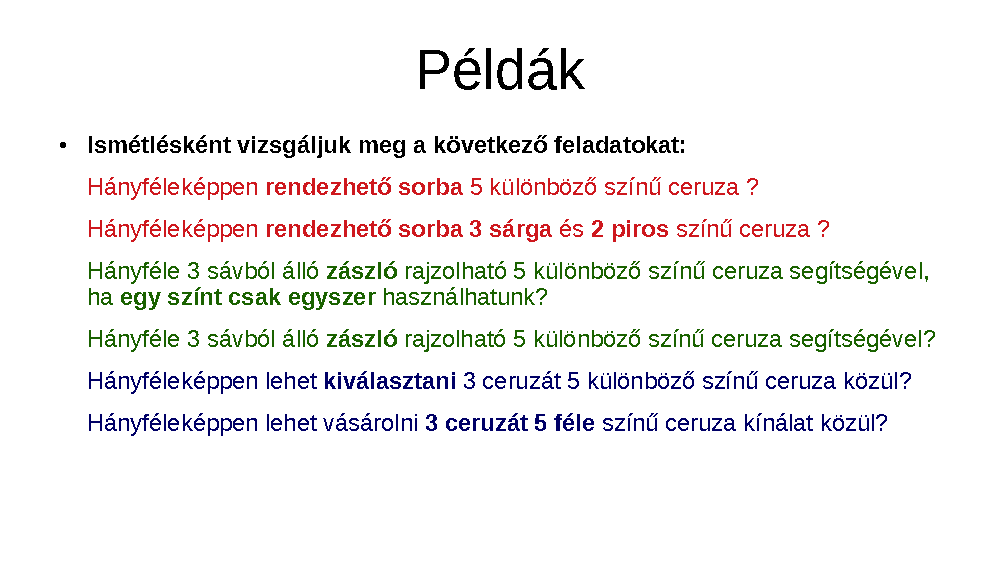 Példák
• Ismétlésként vizsgáljuk meg a következő feladatokat:
Hányféleképpen rendezhető sorba 5 különböző színű ceruza ?
Hányféleképpen rendezhető sorba 3 sárga és 2 piros színű ceruza ?
Hányféle 3 sávból álló zászló rajzolható 5 különböző színű ceruza segítségével,
ha egy színt csak egyszer használhatunk?
Hányféle 3 sávból álló zászló rajzolható 5 különböző színű ceruza segítségével?
Hányféleképpen lehet kiválasztani 3 ceruzát 5 különböző színű ceruza közül?
Hányféleképpen lehet vásárolni 3 ceruzát 5 féle színű ceruza kínálat közül?